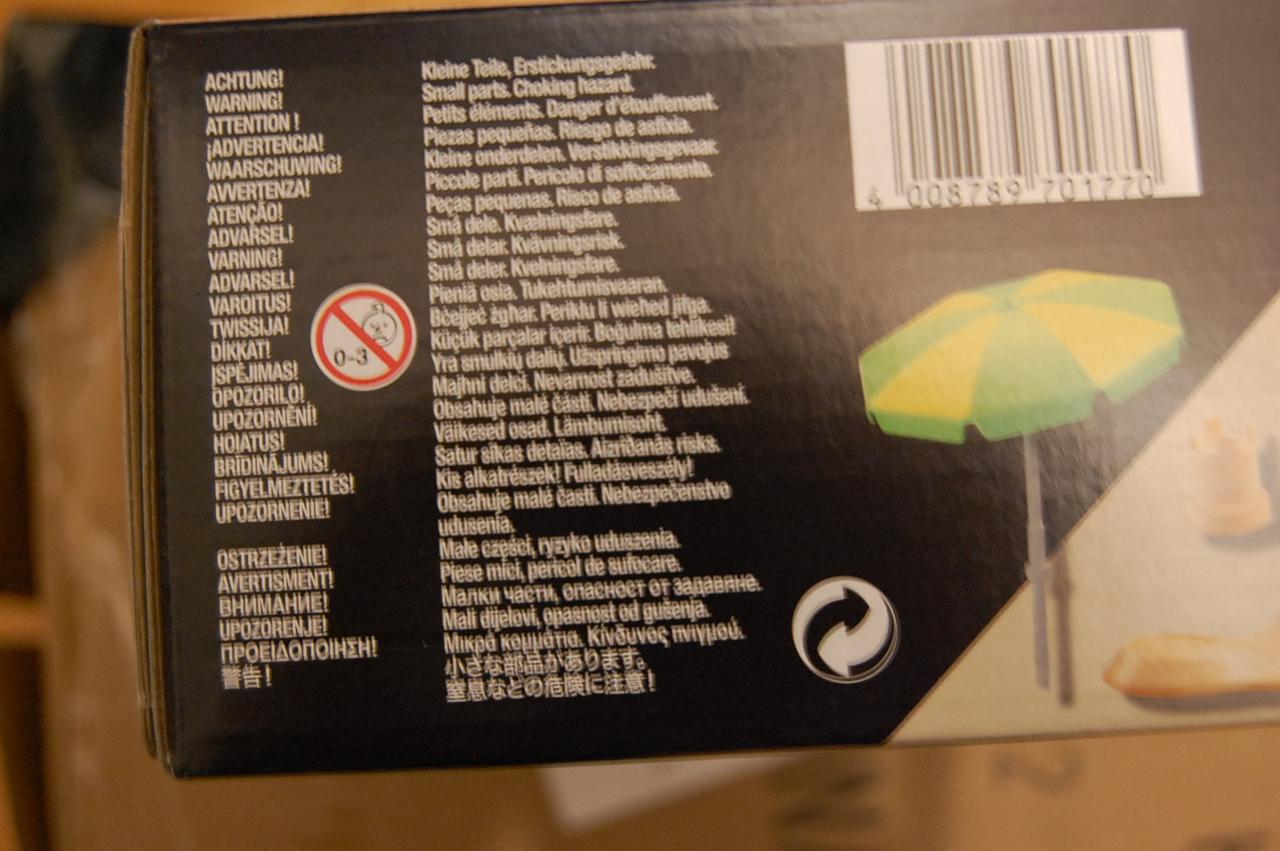 ACHTUNG!
WARNING!
ATTENTION !
¡ADVERTENCIA!
WAARSCHUWING!
AVVERTENZA!
ATENÇÃO!
ADVARSEL!
VARNING!
ADVARSEL!
VAROITUS!
TWISSIJA!
DİKKAT!
ĮSPĖJIMAS!
OPOZORILO!
UPOZORNĚNÍ!
HOIATUS!
BRĪDINĀJUMS!
FIGYELMEZTETÉS!
UPOZORNENIE!
OSTRZEŻENIE!
AVERTISMENT!
ВНИМАНИЕ!
UPOZORENJE!
ΠΡΟΕΙΔΟΠΟΙΗΣΗ!
警告!
0-3
Kleine Teile, Erstickungsgefahr.
Small parts. Choking hazard.
Petits éléments. Danger d'étouffement.
Piezas pequeñas. Riesgo de asfixia.
Kleine onderdelen. Verstikkingsgevaar.
Piccole parti. Pericolo di soffocamento.
Peças pequenas. Risco de asfixia.
Små dele. Kvælningsfare.
Små delar. Kvävningsrisk.
Små deler. Kvelningsfare.
Pieniä osia. Tukehtumisvaaran.
Bċejjeċ żgħar. Periklu li wieħed jifga.
Küçük parçalar içerir. Boğulma tehlikesi!
Yra smulkių dalių. Užspringimo pavojus
Majhni delci. Nevarnost zadušitve.
Obsahuje malé části. Nebezpečí udušení.
Väikesed osad. Lämbumisoht.
Satur sīkas detaļas. Aizrīšanās risks.
Kis alkatrészek! Fulladásveszély!
Obsahuje malé časti. Nebezpečenstvo
udusenia.
Małe części, ryzyko uduszenia.
Piese mici, pericol de sufocare.
Малки части, опасност от задавяне.
Mali dijelovi, opasnost od gušenja.
Μικρά κομμάτια. Κίνδυνος πνιγμού.
小さな部品があります。
窒息などの危険に注意!
4 008789 701770